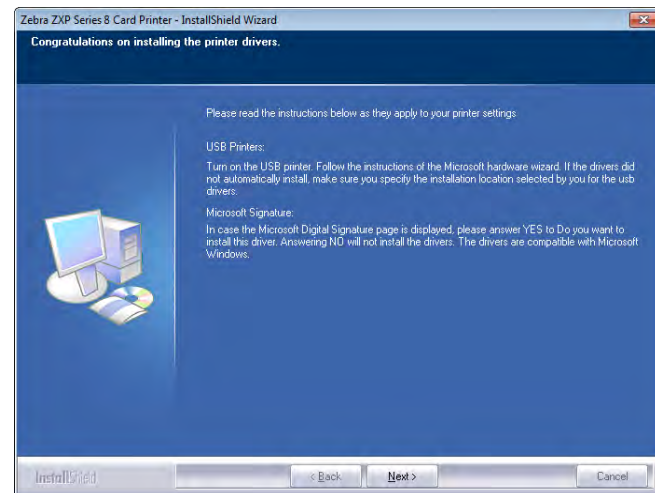 Zebra ZXP Series 8 Card Printer - InstallShield Wizard
Congratulations on installing the printer drivers.
Please read the instructions below as they apply to your printer settings
USB Printers:
Turn on the USB printer. Follow the instructions of the Microsoft hardware wizard. If the drivers did
not automatically install, make sure you specify the installation location selected by you for the usb
drivers.
Microsoft Signature:
In case the Microsoft Digital Signature page is displayed, please answer YES to Do you want to
install this driver. Answering NO will not install the drivers. The drivers are compatible with Microsoft
Windows.
InstallShield
< Back
Next >
Cancel